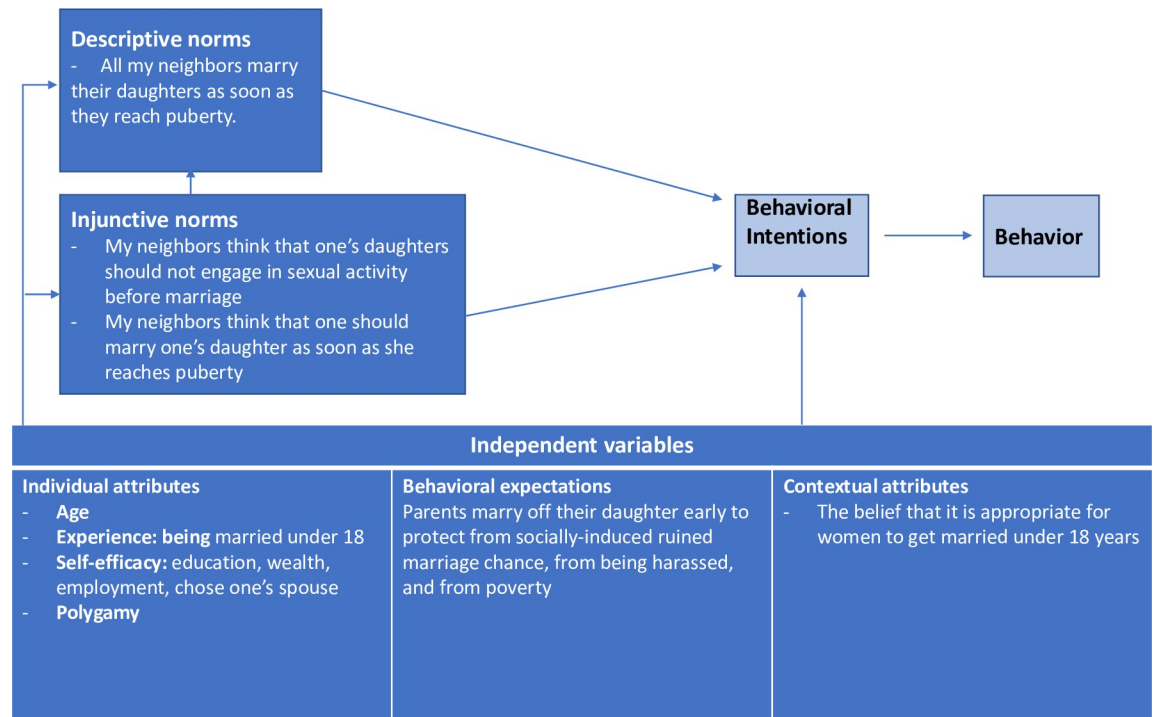 Descriptive norms
- All my neighbors marry
their daughters as soon as
they reach puberty.
Injunctive norms
- My neighbors think that one’s daughters
should not engage in sexual activity
before marriage
- My neighbors think that one should
marry one’s daughter as soon as she
reaches puberty
Behavioral
Intentions
Behavior
Independent variables
Individual attributes
- Age
- Experience: being married under 18
- Self-efficacy: education, wealth,
employment, chose one’s spouse
- Polygamy
Behavioral expectations
Parents marry off their daughter early to
protect from socially-induced ruined
marriage chance, from being harassed,
and from poverty
Contextual attributes
- The belief that it is appropriate for
women to get married under 18 years